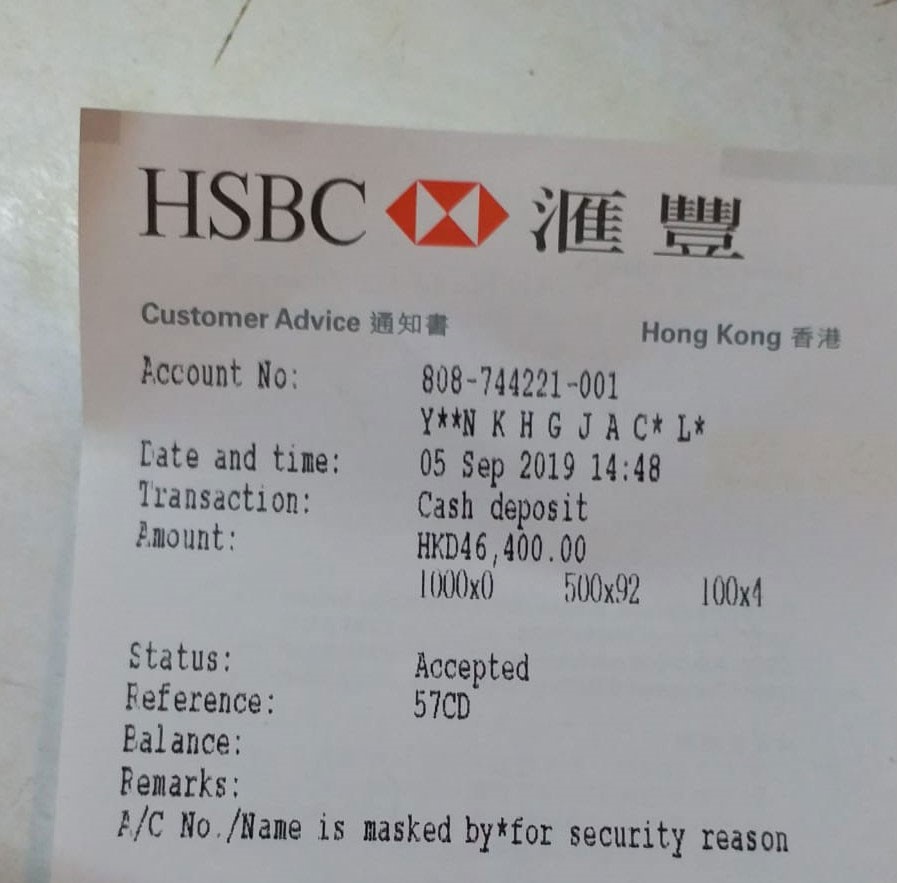 HSBC 滙豐
Customer Advice 通知書 Hong Kong 香港
Account No: 808-744221-001
Y**N K H G J A C* L*
Date and time: 05 Sep 2019 14:48
Transaction: Cash deposit
Amount: HKD46,400.00
1000x0 500x92 100x4
Status: Accepted
Reference: 57CD
Balance:
Remarks:
A/C No./Name is masked by*for security reason